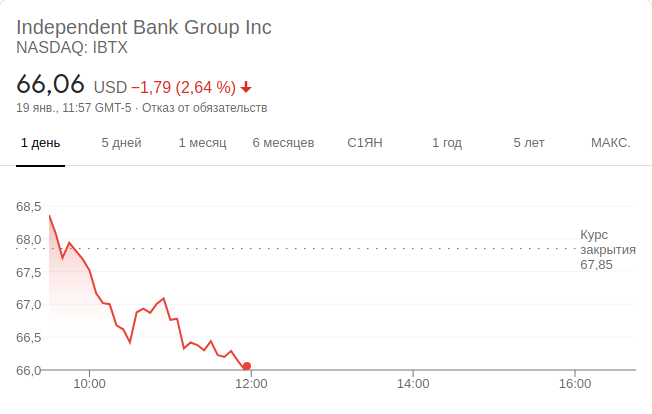 Independent Bank Group Inc
NASDAQ: IBTX
66,06 USD −1,79 (2,64 %)
19 янв., 11:57 GMT-5 · Отказ от обязательств
1 день 5 дней 1 месяц 6 месяцев С1ЯН 1 год 5 лет МАКС.
68,5
68,0
67,5
67,0
66,5
66,0
Курс
закрытия
67,85
10:00 12:00 14:00 16:00